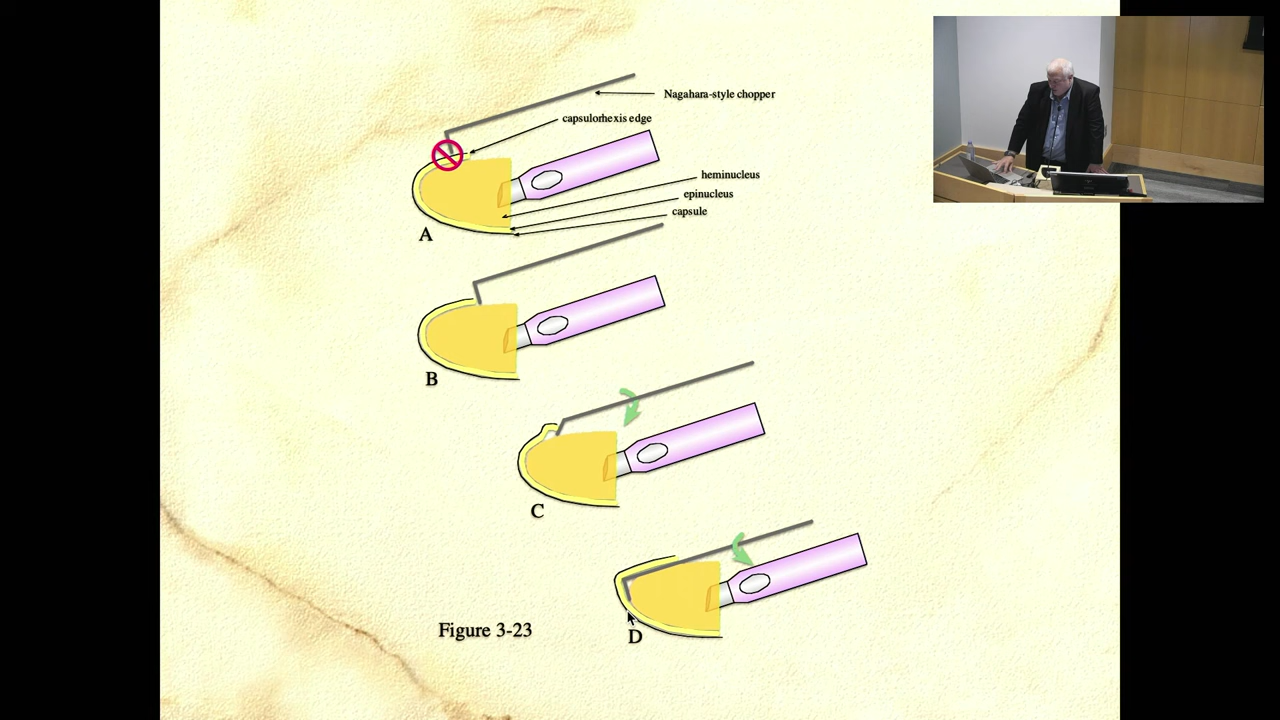 Nagahara-style chopper
capsulorhexis edge
heminucleus
epinucleus
capsule
A
B
C
D
Figure 3-23